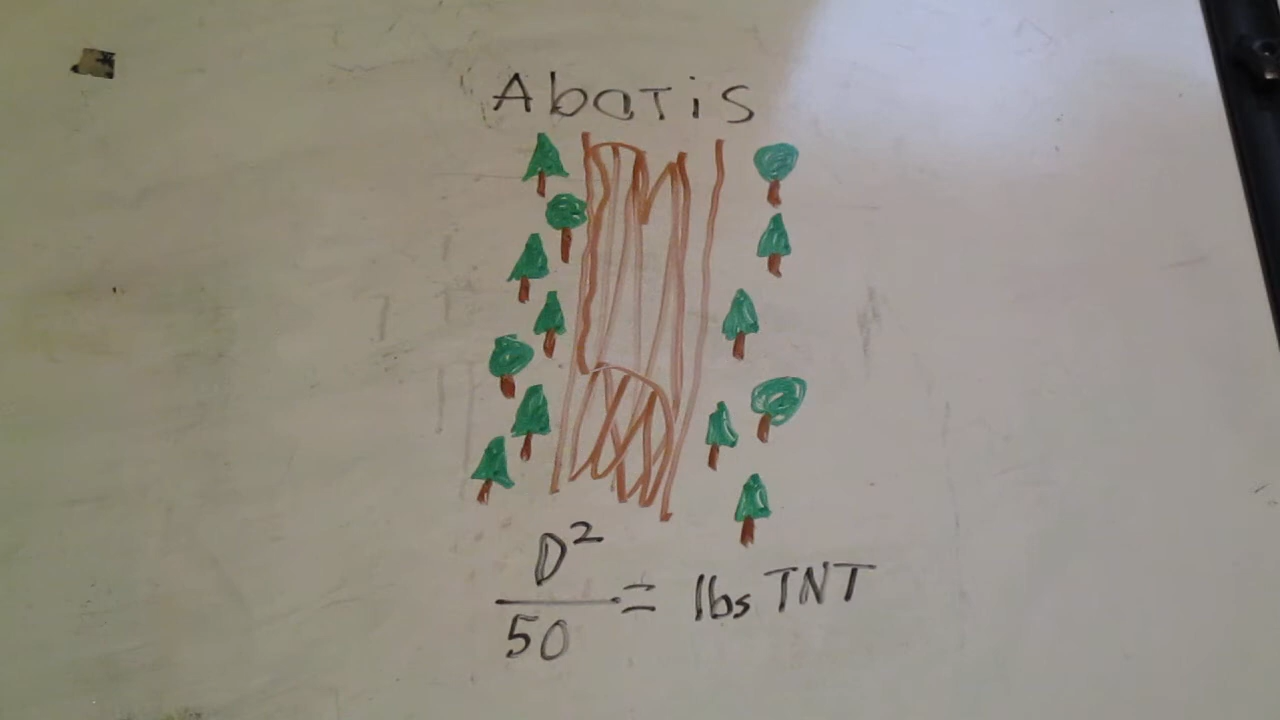 Abatis
D²
50 = lbs TNT